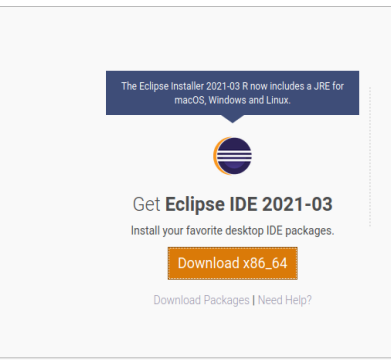 The Eclipse Installer 2021-03 R now includes a JRE for
macOS, Windows and Linux.
Get Eclipse IDE 2021-03
Install your favorite desktop IDE packages.
Download x86_64
Download Packages | Need Help?